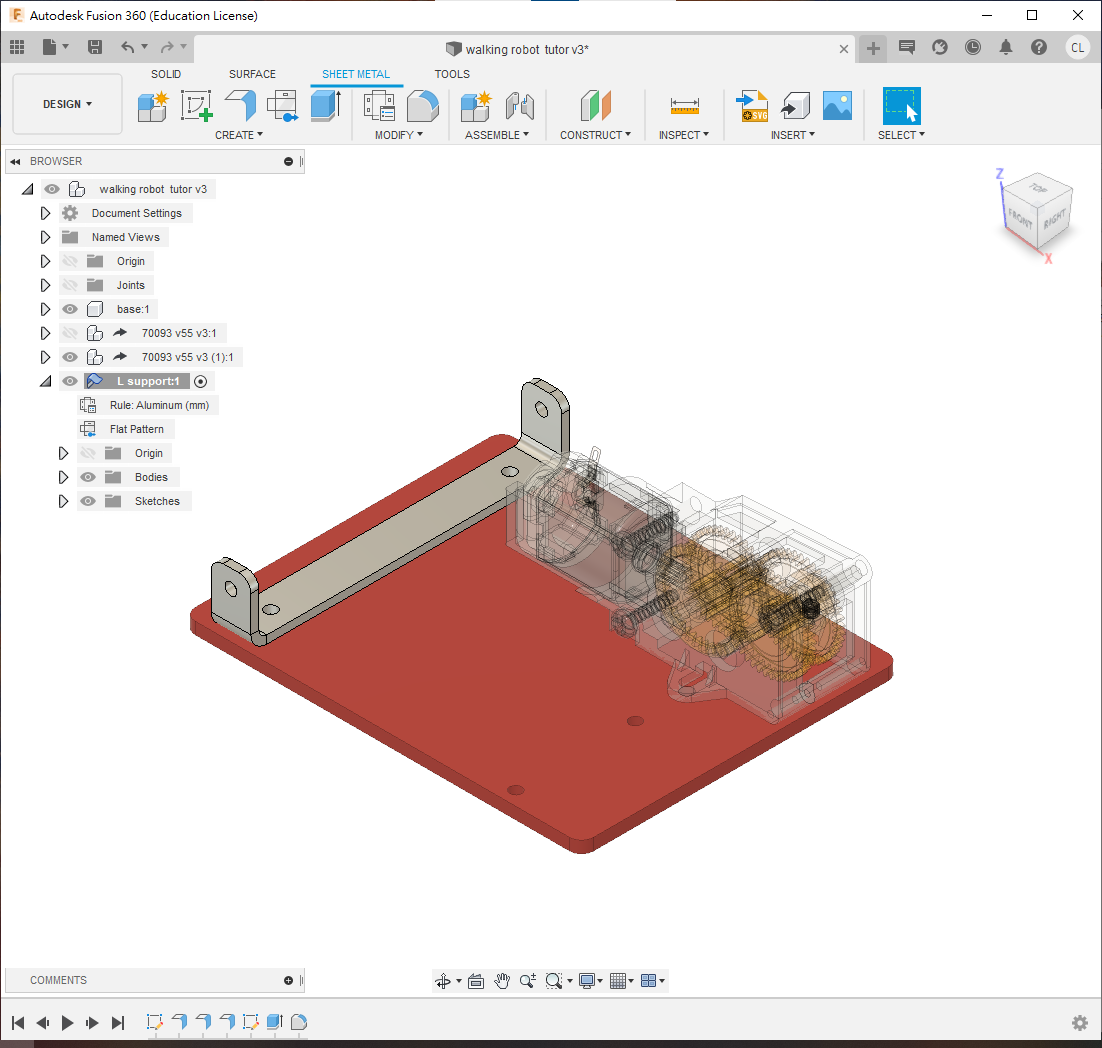 Autodesk Fusion 360 (Education License)
walking robot tutor v3*
CL
DESIGN
SOLID
SURFACE
SHEET METAL
TOOLS
CREATE
MODIFY
ASSEMBLE
CONSTRUCT
INSPECT
SVG
INSERT
SELECT
BROWSER
walking robot tutor v3
Document Settings
Named Views
Origin
Joints
base:1
70093 v55 v3:1
70093 v55 v3 (1):1
L support:1
Rule: Aluminum (mm)
Flat Pattern
Origin
Bodies
Sketches
Z
TOP
FRONT
RIGHT
X
COMMENTS